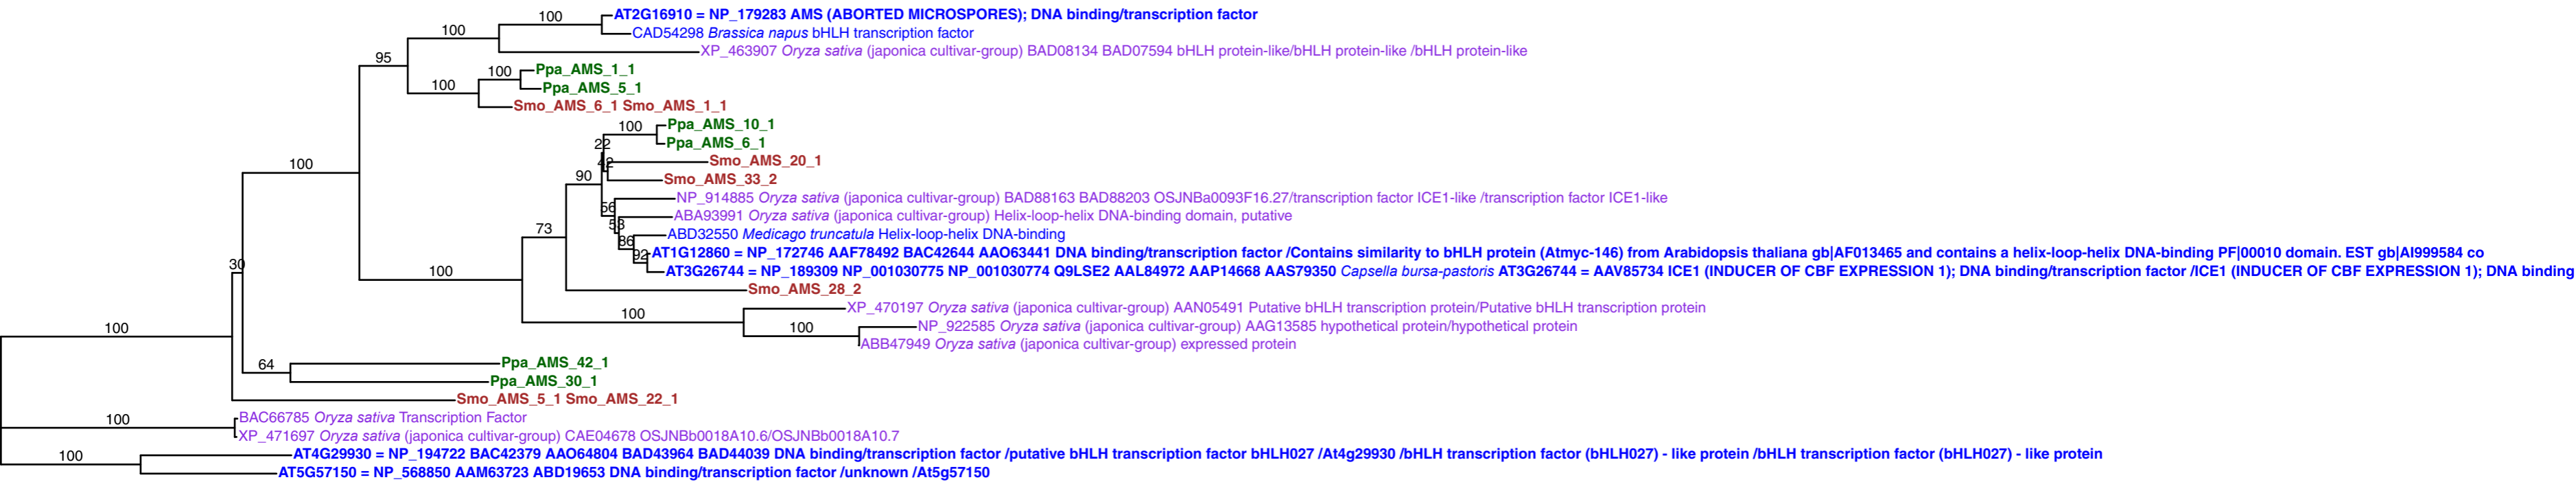 100 AT2G16910 = NP_179283 AMS (ABORTED MICROSPORES); DNA binding/transcription factor
100 CAD54298 Brassica napus bHLH transcription factor
XP_463907 Oryza sativa (japonica cultivar-group) BAD08134 BAD07594 bHLH protein-like/bHLH protein-like /bHLH protein-like
95 100 Ppa_AMS_1_1
100 Ppa_AMS_5_1
Smo_AMS_6_1 Smo_AMS_1_1
100 Ppa_AMS_10_1
22 Ppa_AMS_6_1
100 42 Smo_AMS_20_1
90 Smo_AMS_33_2
NP_914885 Oryza sativa (japonica cultivar-group) BAD88163 BAD88203 OSJNBa0093F16.27/transcription factor ICE1-like /transcription factor ICE1-like
56 ABA93991 Oryza sativa (japonica cultivar-group) Helix-loop-helix DNA-binding domain, putative
73 53 ABD32550 Medicago truncatula Helix-loop-helix DNA-binding
86 AT1G12860 = NP_172746 AAF78492 BAC42644 AAO63441 DNA binding/transcription factor /Contains similarity to bHLH protein (Atmyc-146) from Arabidopsis thaliana gb|AF013465 and contains a helix-loop-helix DNA-binding PF|00010 domain. EST gb|AI999584 co
30 100 92 AT3G26744 = NP_189309 NP_001030775 NP_001030774 Q9LSE2 AAL84972 AAP14668 AAS79350 Capsella bursa-pastoris AT3G26744 = AAV85734 ICE1 (INDUCER OF CBF EXPRESSION 1); DNA binding/transcription factor /ICE1 (INDUCER OF CBF EXPRESSION 1); DNA binding
Smo_AMS_28_2
100 XP_470197 Oryza sativa (japonica cultivar-group) AAN05491 Putative bHLH transcription protein/Putative bHLH transcription protein
100 100 NP_922585 Oryza sativa (japonica cultivar-group) AAG13585 hypothetical protein/hypothetical protein
ABB47949 Oryza sativa (japonica cultivar-group) expressed protein
64 Ppa_AMS_42_1
Ppa_AMS_30_1
Smo_AMS_5_1 Smo_AMS_22_1
100 BAC66785 Oryza sativa Transcription Factor
XP_471697 Oryza sativa (japonica cultivar-group) CAE04678 OSJNBb0018A10.6/OSJNBb0018A10.7
100 AT4G29930 = NP_194722 BAC42379 AAO64804 BAD43964 BAD44039 DNA binding/transcription factor /putative bHLH transcription factor bHLH027 /At4g29930 /bHLH transcription factor (bHLH027) - like protein /bHLH transcription factor (bHLH027) - like protein
AT5G57150 = NP_568850 AAM63723 ABD19653 DNA binding/transcription factor /unknown /At5g57150